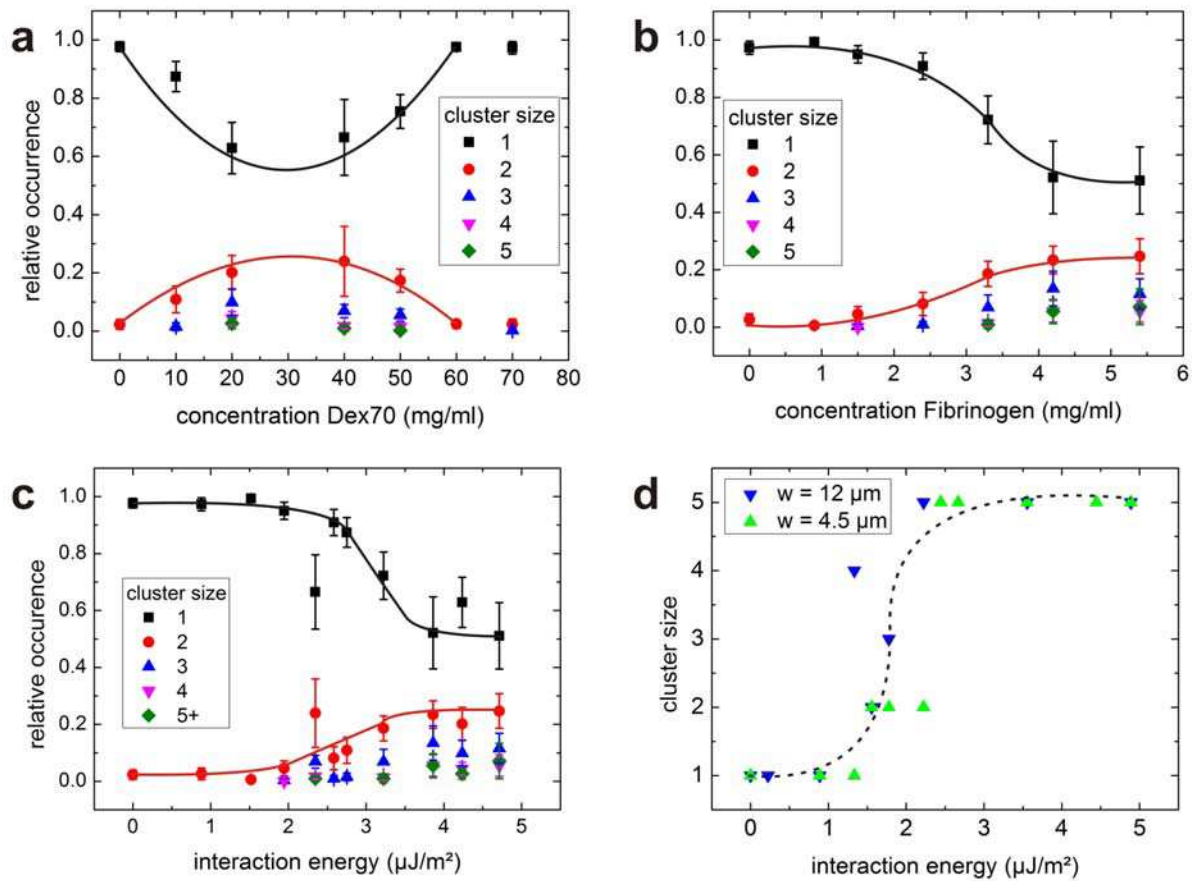 a
1.0
0.8
0.6
0.4
0.2
0.0
relative occurrence
cluster size
1
2
3
4
5
0 10 20 30 40 50 60 70 80
concentration Dex70 (mg/ml)
b
1.0
0.8
0.6
0.4
0.2
0.0
cluster size
1
2
3
4
5
0 1 2 3 4 5 6
concentration Fibrinogen (mg/ml)
c
1.0
0.8
0.6
0.4
0.2
0.0
relative occurence
cluster size
1
2
3
4
5+
0 1 2 3 4 5
interaction energy (µJ/m²)
d
w = 12 µm
w = 4.5 µm
5
4
3
2
1
cluster size
0 1 2 3 4 5
interaction energy (µJ/m²)